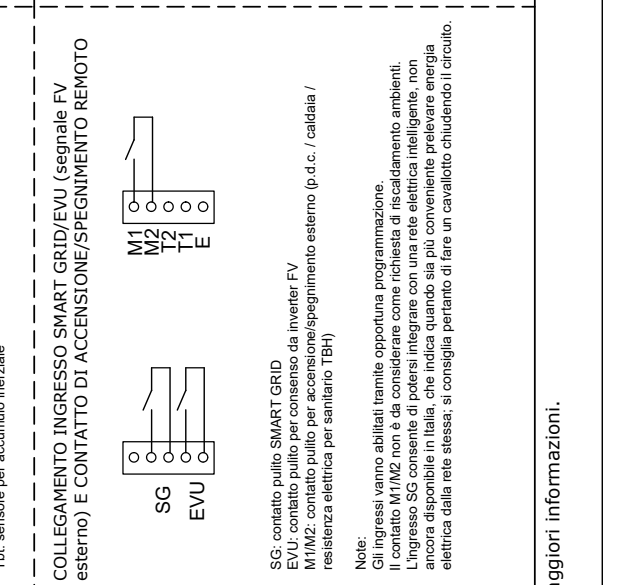 Tbt: sensore per accumulo inerziale
COLLEGAMENTO INGRESSO SMART GRID/EVU (segnale FV
esterno) E CONTATTO DI ACCENSIONE/SPEGNIMENTO REMOTO
SG
EVU
M1
M2
T2
T1
E
SG: contatto pulito SMART GRID
EVU: contatto pulito per consenso da inverter FV
M1/M2: contatto pulito per accensione/spegnimento esterno (p.d.c. / caldaia /
resistenza elettrica per sanitario TBH)
Note:
Gli ingressi vanno abilitati tramite opportuna programmazione.
Il contatto M1/M2 non è da considerare come richiesta di riscaldamento ambienti.
L'ingresso SG consente di potersi integrare con una rete elettrica intelligente, non
ancora disponibile in Italia, che indica quando sia più conveniente prelevare energia
elettrica dalla rete stessa; si consiglia pertanto di fare un cavallotto chiudendo il circuito.
aggiori informazioni.